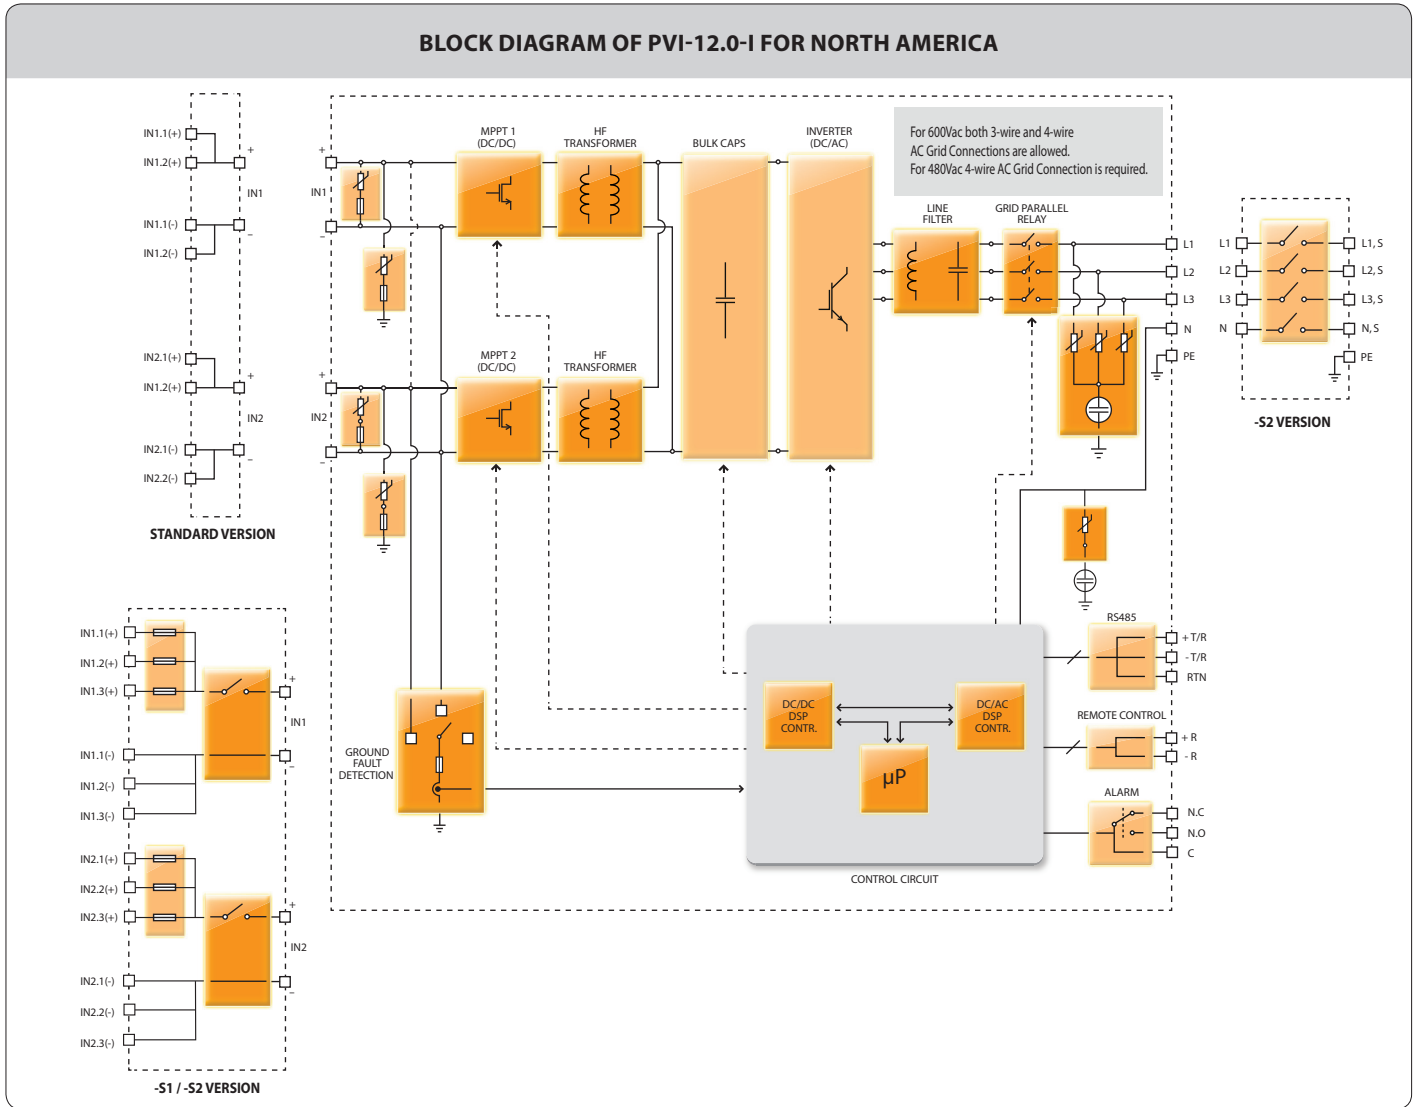 BLOCK DIAGRAM OF PVI-12.0-I FOR NORTH AMERICA
IN1.1(+)
IN1.2(+)
+
IN1
IN1.1(-)
–
IN1.2(-)
IN2.1(+)
+
IN1.2(+)
IN2
IN2.1(-)
–
IN2.2(-)
STANDARD VERSION
+
IN1
–
+
IN2
–
MPPT 1
(DC/DC)
HF
TRANSFORMER
BULK CAPS
INVERTER
(DC/AC)
For 600Vac both 3-wire and 4-wire
AC Grid Connections are allowed.
For 480Vac 4-wire AC Grid Connection is required.
LINE
FILTER
GRID PARALLEL
RELAY
MPPT 2
(DC/DC)
HF
TRANSFORMER
L1
L2
L3
N
PE
L1
L2
L3
N
L1, S
L2, S
L3, S
N, S
PE
-S2 VERSION
IN1.1(+)
IN1.2(+)
IN1.3(+)
+
IN1
IN1.1(-)
–
IN1.2(-)
IN1.3(-)
IN2.1(+)
IN2.2(+)
IN2.3(+)
+
IN2
IN2.1(-)
–
IN2.2(-)
IN2.3(-)
-S1 / -S2 VERSION
GROUND
FAULT
DETECTION
DC/DC
DSP
CONTR.
DC/AC
DSP
CONTR.
µP
CONTROL CIRCUIT
RS485
+ T/R
- T/R
RTN
REMOTE CONTROL
+ R
- R
ALARM
N.C
N.O
C